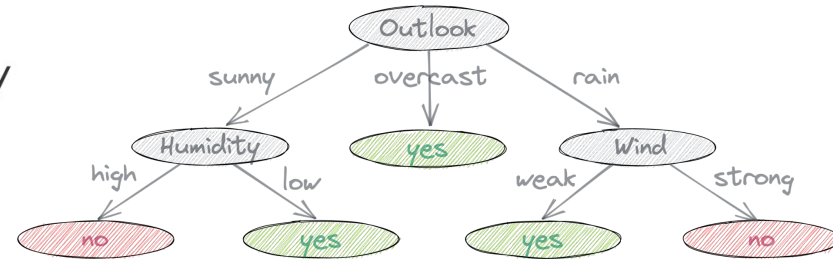 Outlook
sunny overcast rain
Humidity yes Wind
high low weak strong
no yes yes no